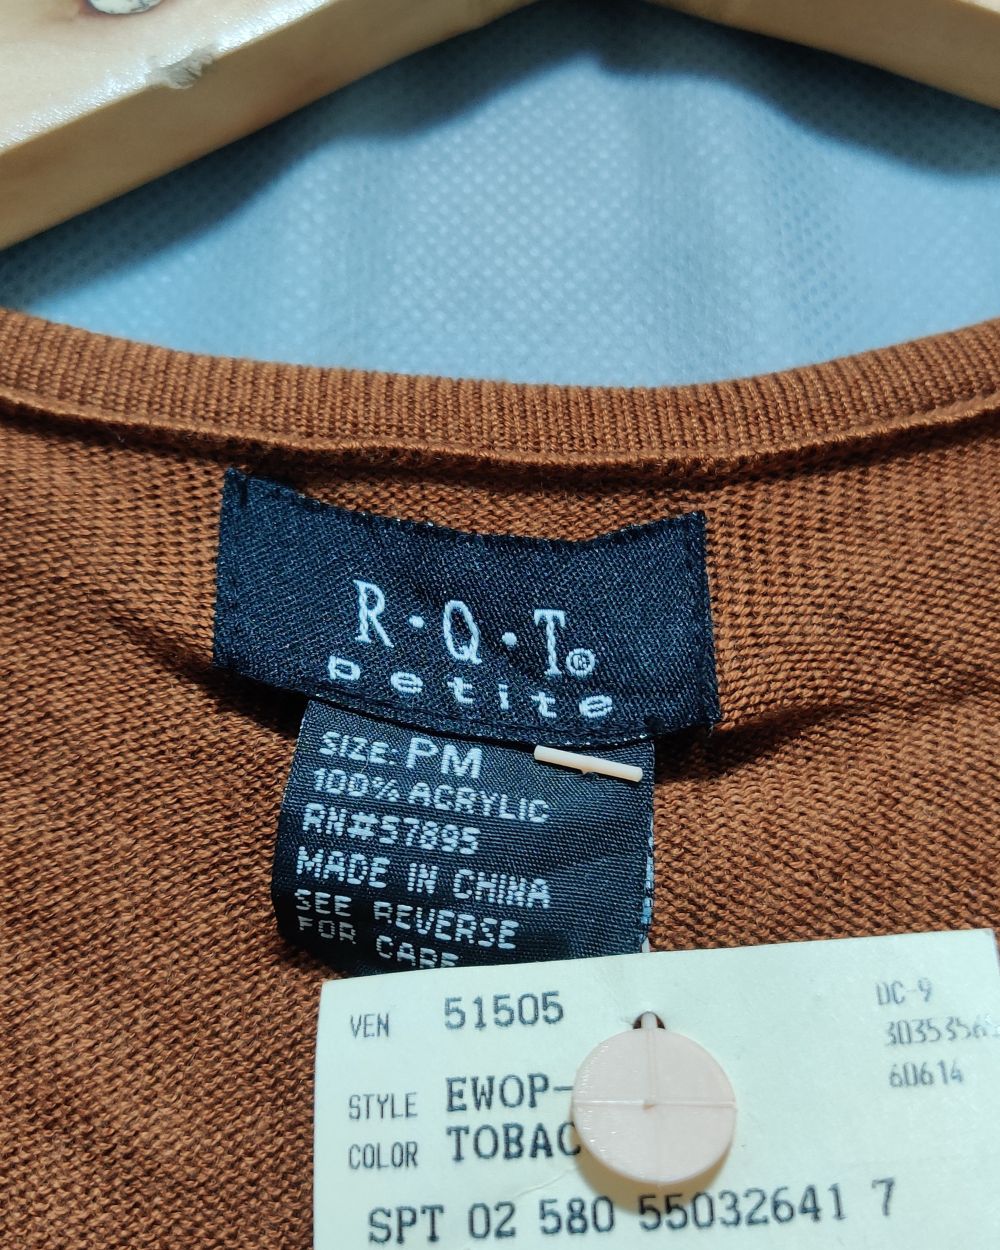 R·Q·T®
petite
SIZE: PM
100% ACRYLIC
RN#57895
MADE IN CHINA
SEE REVERSE
FOR CARE
VEN 51505
DC-9
60614
STYLE EWOP-
COLOR TOBAC
SPT 02 580 55032641 7